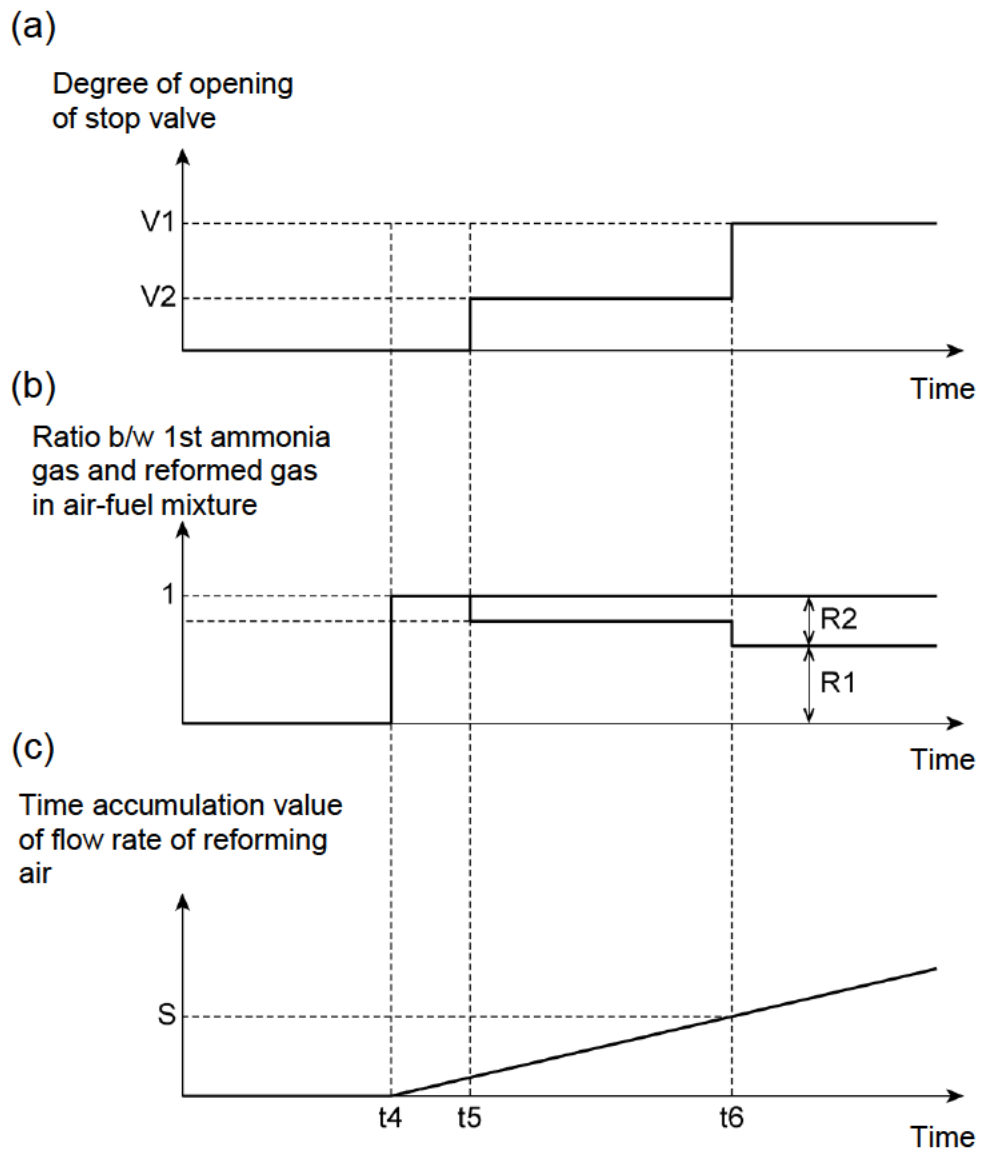 (a)
Degree of opening
of stop valve
V1
V2
Time
(b)
Ratio b/w 1st ammonia
gas and reformed gas
in air-fuel mixture
1
R2
R1
Time
(c)
Time accumulation value
of flow rate of reforming
air
S
t4 t5 t6
Time